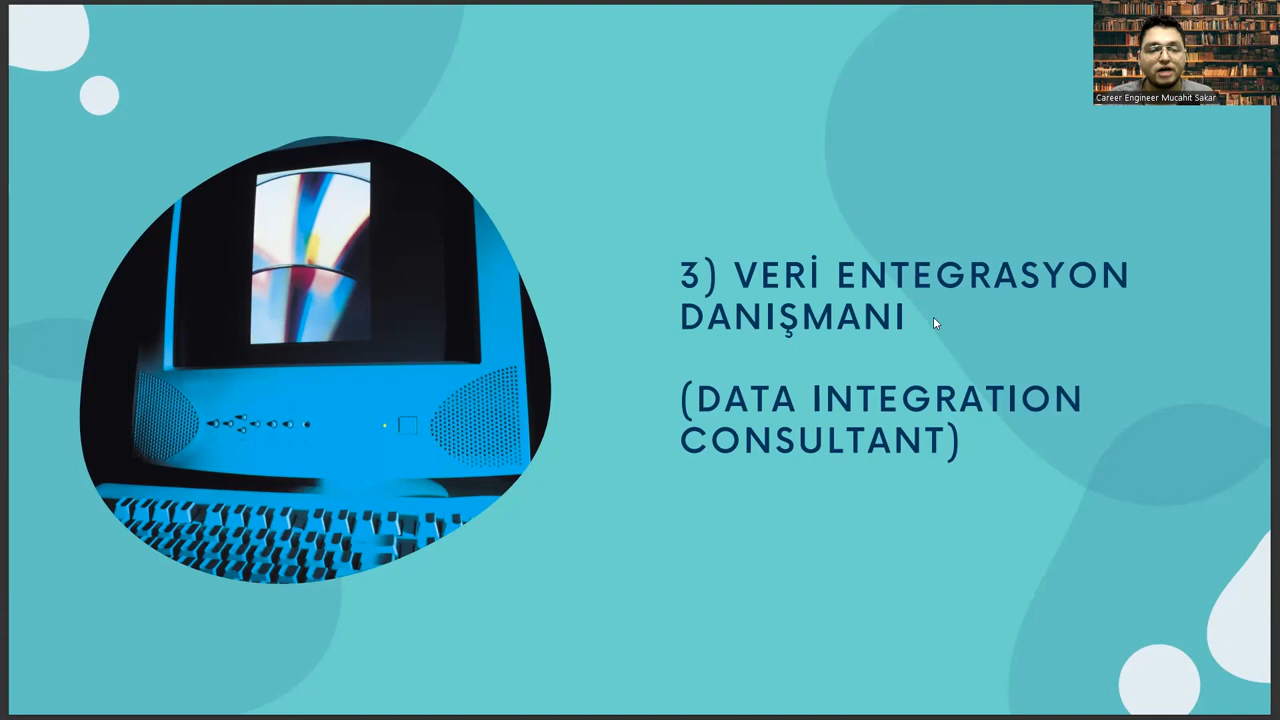 Career Engineer Mucahit Sakar
3) VERİ ENTEGRASYON
DANIŞMANI
(DATA INTEGRATION
CONSULTANT)